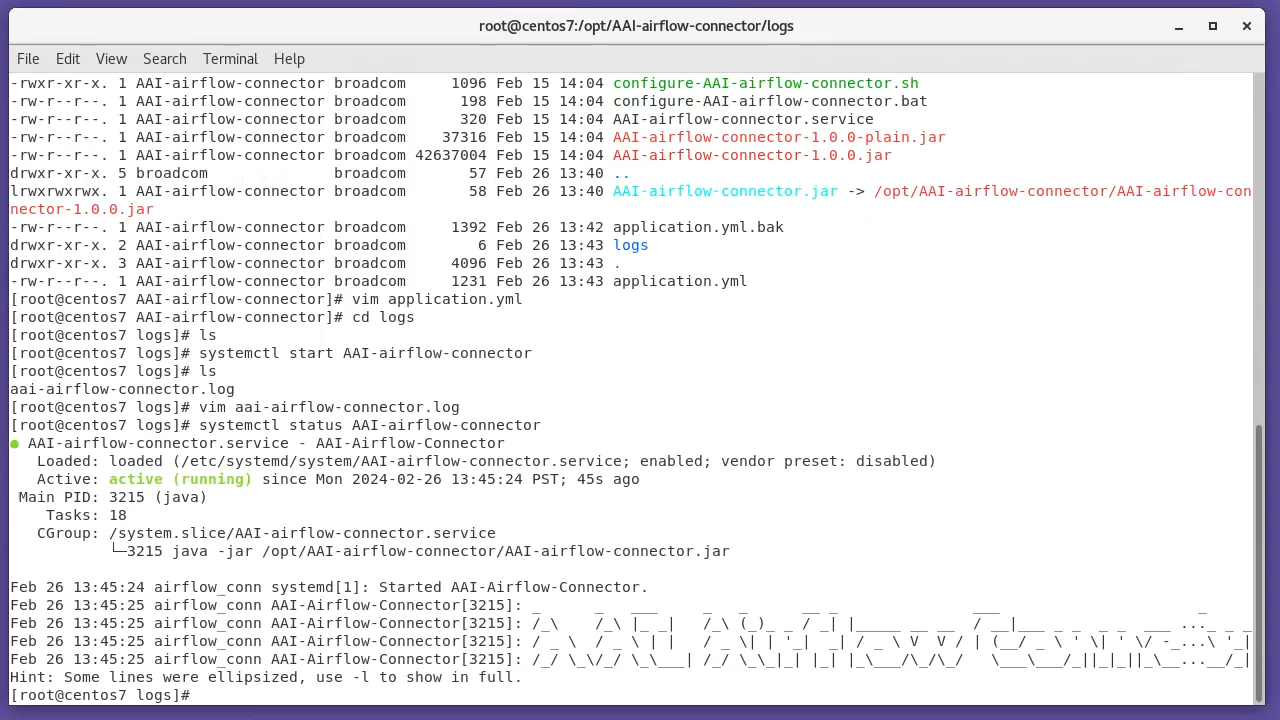 root@centos7:/opt/AAI-airflow-connector/logs
File Edit View Search Terminal Help
-rwxr-xr-x. 1 AAI-airflow-connector broadcom     1096 Feb 15 14:04 configure-AAI-airflow-connector.sh
-rw-r--r--. 1 AAI-airflow-connector broadcom      198 Feb 15 14:04 configure-AAI-airflow-connector.bat
-rw-r--r--. 1 AAI-airflow-connector broadcom      320 Feb 15 14:04 AAI-airflow-connector.service
-rw-r--r--. 1 AAI-airflow-connector broadcom    37316 Feb 15 14:04 AAI-airflow-connector-1.0.0-plain.jar
-rw-r--r--. 1 AAI-airflow-connector broadcom 42637004 Feb 15 14:04 AAI-airflow-connector-1.0.0.jar
drwxr-xr-x. 5 broadcom              broadcom       57 Feb 26 13:40 ..
lrwxrwxrwx. 1 AAI-airflow-connector broadcom       58 Feb 26 13:40 AAI-airflow-connector.jar -> /opt/AAI-airflow-connector/AAI-airflow-con
nector-1.0.0.jar
-rw-r--r--. 1 AAI-airflow-connector broadcom     1392 Feb 26 13:42 application.yml.bak
drwxr-xr-x. 2 AAI-airflow-connector broadcom        6 Feb 26 13:43 logs
drwxr-xr-x. 3 AAI-airflow-connector broadcom     4096 Feb 26 13:43 .
-rw-r--r--. 1 AAI-airflow-connector broadcom     1231 Feb 26 13:43 application.yml
[root@centos7 AAI-airflow-connector]# vim application.yml
[root@centos7 AAI-airflow-connector]# cd logs
[root@centos7 logs]# ls
[root@centos7 logs]# systemctl start AAI-airflow-connector
[root@centos7 logs]# ls
aai-airflow-connector.log
[root@centos7 logs]# vim aai-airflow-connector.log
[root@centos7 logs]# systemctl status AAI-airflow-connector
● AAI-airflow-connector.service - AAI-Airflow-Connector
   Loaded: loaded (/etc/systemd/system/AAI-airflow-connector.service; enabled; vendor preset: disabled)
   Active: active (running) since Mon 2024-02-26 13:45:24 PST; 45s ago
 Main PID: 3215 (java)
    Tasks: 18
   CGroup: /system.slice/AAI-airflow-connector.service
           └─3215 java -jar /opt/AAI-airflow-connector/AAI-airflow-connector.jar
Feb 26 13:45:24 airflow_conn systemd[1]: Started AAI-Airflow-Connector.
Feb 26 13:45:25 airflow_conn AAI-Airflow-Connector[3215]: _      _   ___     _   _      __ _               ___                      _
Feb 26 13:45:25 airflow_conn AAI-Airflow-Connector[3215]: /_\    /_\ |_ _|   /_\ (_)_ _ / _| |_____ __ __  / __|___ _ _  _ _  ___ ..._ _ _
Feb 26 13:45:25 airflow_conn AAI-Airflow-Connector[3215]: / _ \  / _ \ | |   / _ \| | '_|  _| / _ \ V  V / | (__/ _ \ ' \| ' \/ -_...\ '_|
Feb 26 13:45:25 airflow_conn AAI-Airflow-Connector[3215]: /_/ \_\/_/ \_\___| /_/ \_\_|_| |_| |_\___/\_/\_/   \___\___/_||_|_||_\__...__/_|
Hint: Some lines were ellipsized, use -l to show in full.
[root@centos7 logs]#